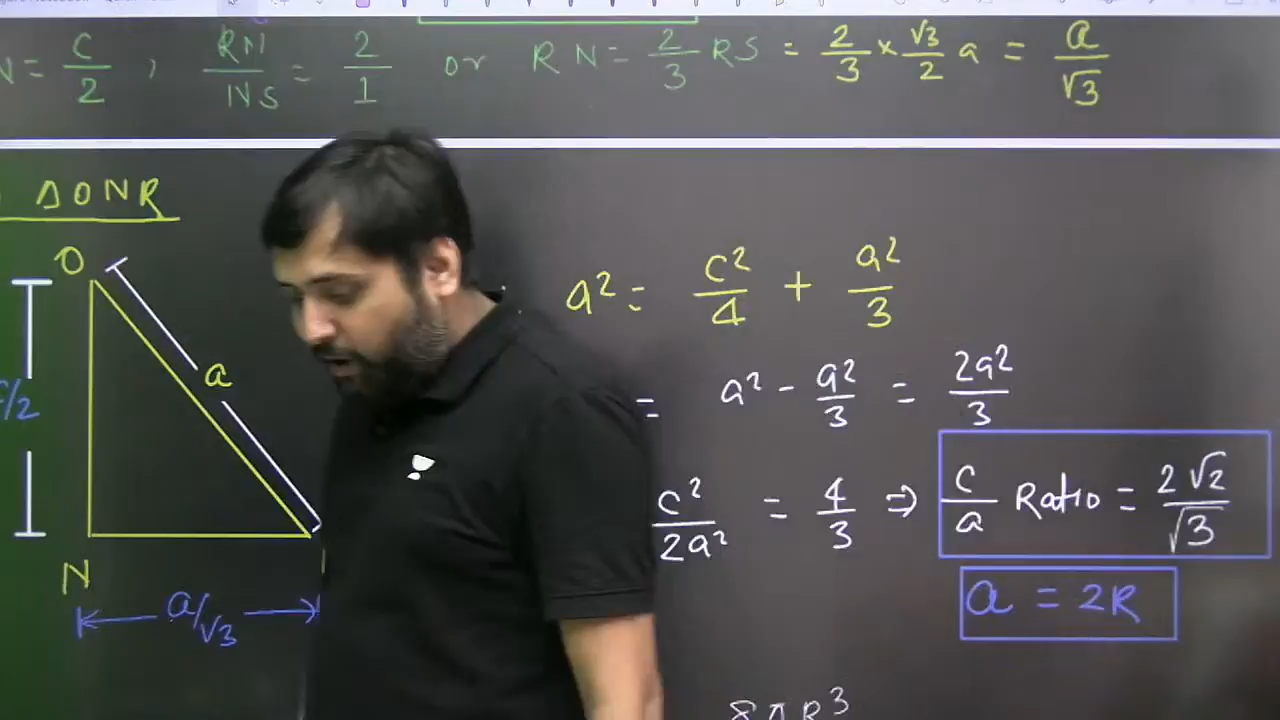 N = C/2 , RN/NS = 2/1 or RN = 2/3 RS = 2/3 × √3/2 a = a/√3
Δ O N R
O
a² = C²/4 + a²/3
a
= a² - a²/3 = 2a²/3
C/2
C²/2a² = 4/3 ⇒ C/a Ratio = 2√2/√3
N
a/√3
a = 2R
8πR³